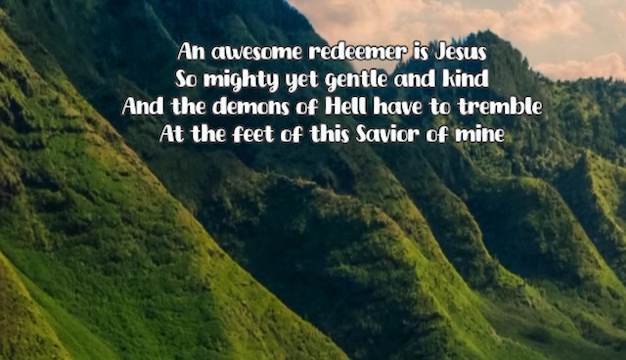 An awesome redeemer is Jesus
So mighty yet gentle and kind
And the demons of Hell have to tremble
At the feet of this Savior of mine